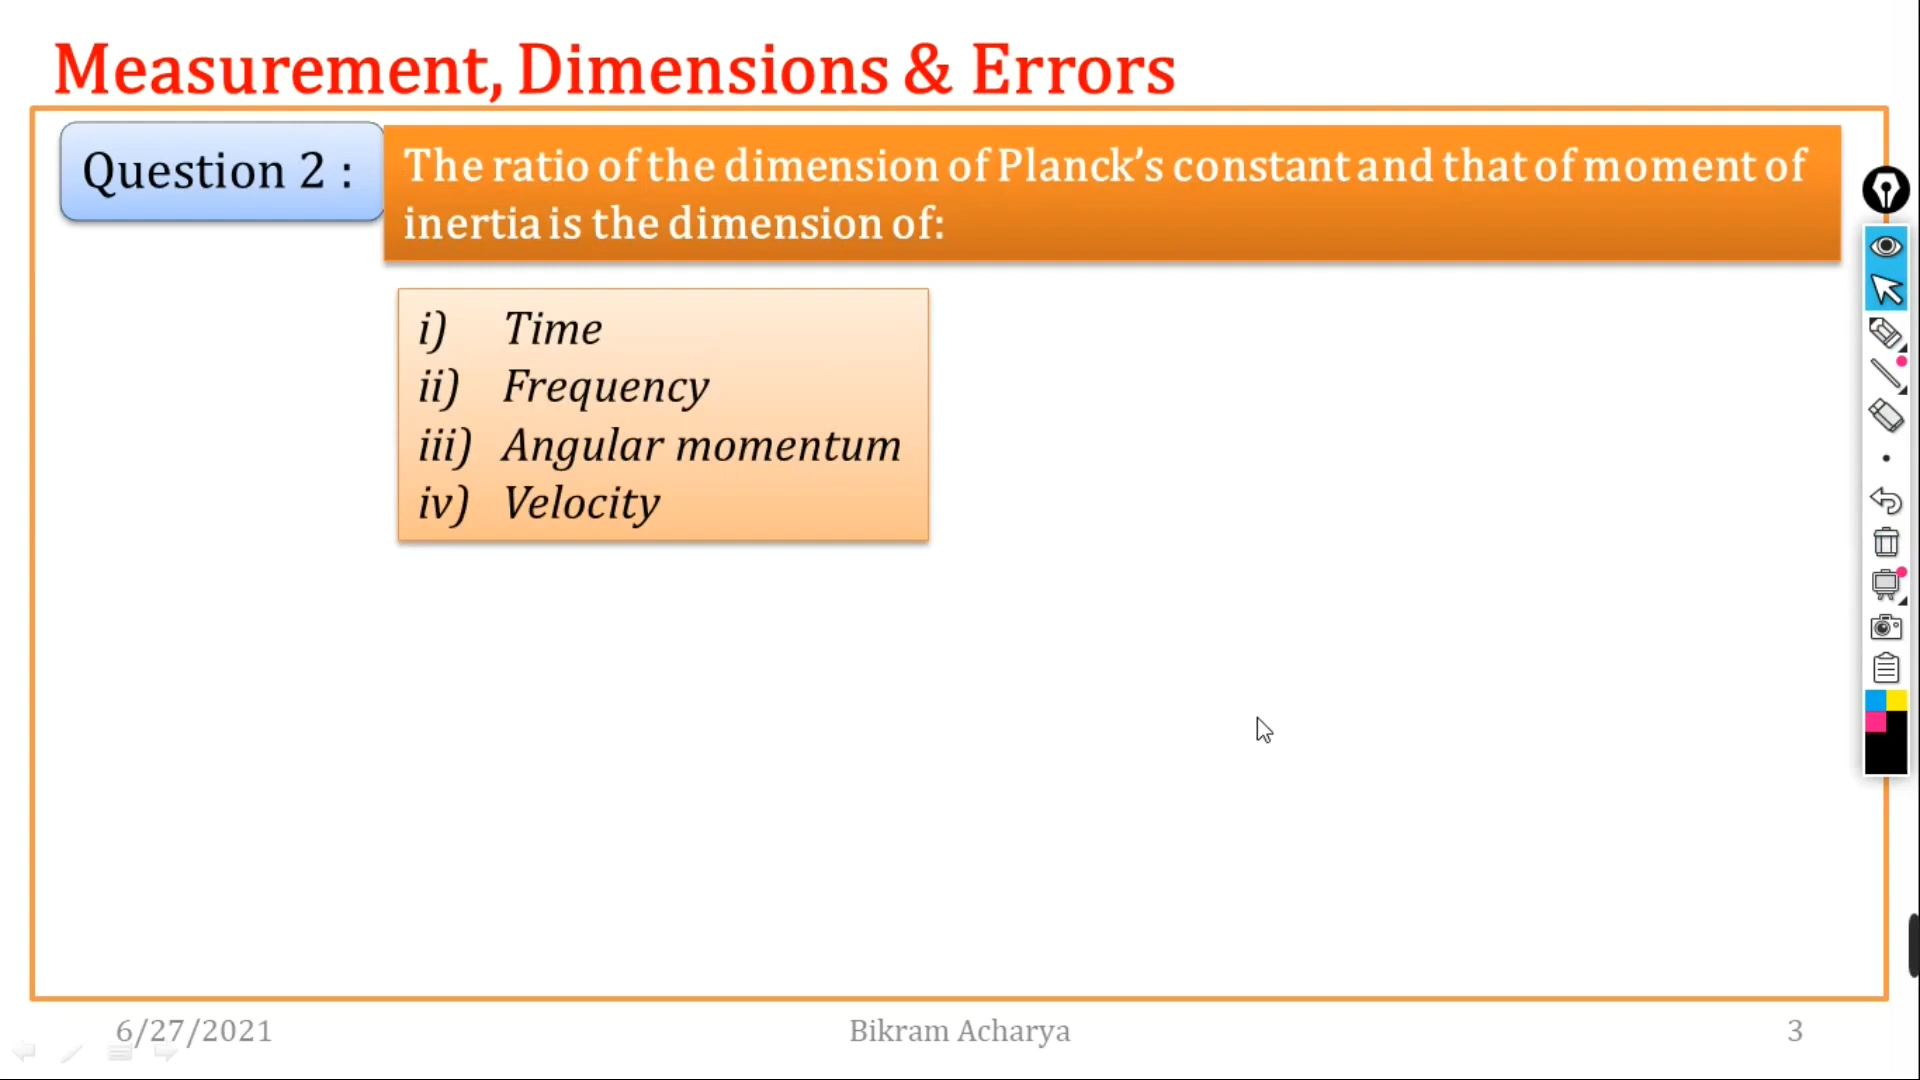 Measurement, Dimensions & Errors
Question 2 :
The ratio of the dimension of Planck’s constant and that of moment of
inertia is the dimension of:
i) Time
ii) Frequency
iii) Angular momentum
iv) Velocity
6/27/2021
Bikram Acharya
3